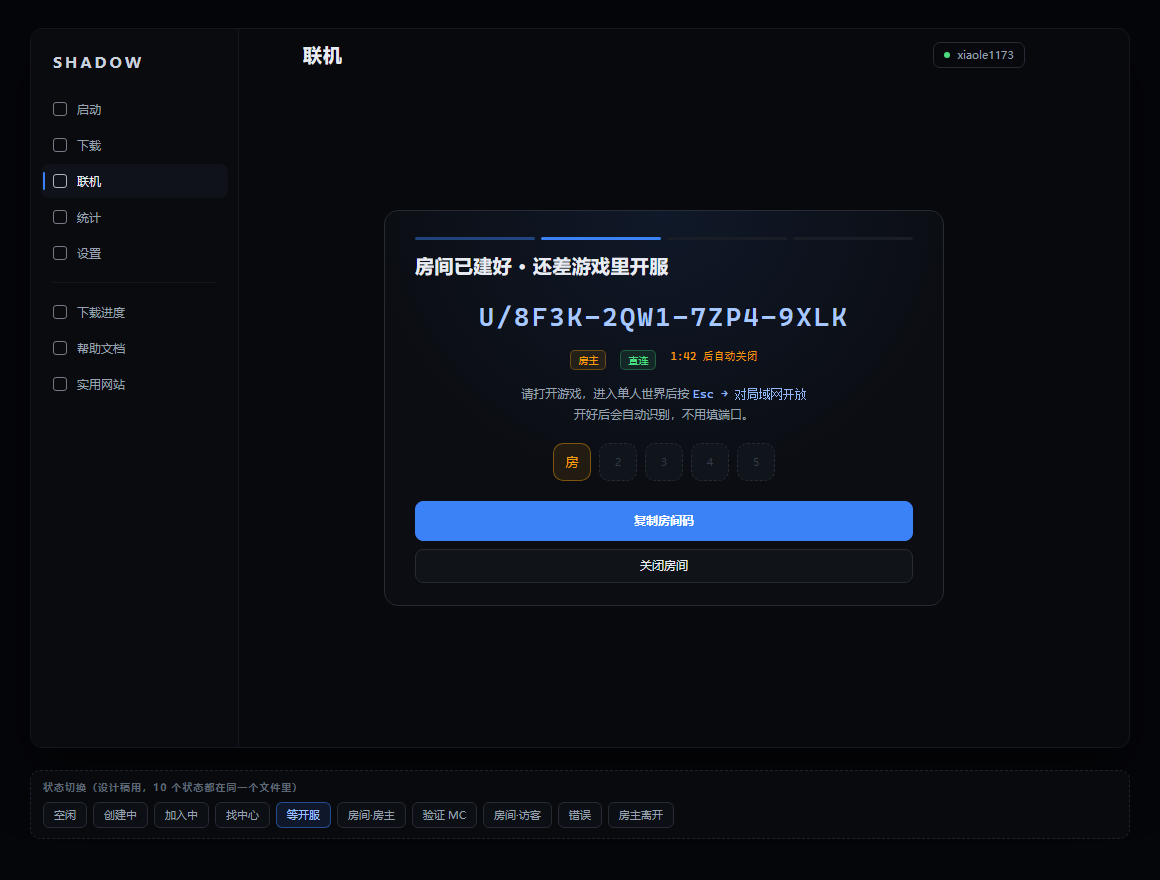 SHADOW
启动
下载
联机
统计
设置
下载进度
帮助文档
实用网站
联机
xiaole1173
房间已建好 · 还差游戏里开服
U/8F3K-2QW1-7ZP4-9XLK
房主 直连 1:42 后自动关闭
请打开游戏，进入单人世界后按 Esc → 对局域网开放
开好后会自动识别，不用填端口。
房 2 3 4 5
复制房间码
关闭房间
状态切换（设计稿用，10 个状态都在同一个文件里）
空闲 创建中 加入中 找中心 等开服 房间·房主 验证 MC 房间·访客 错误 房主离开